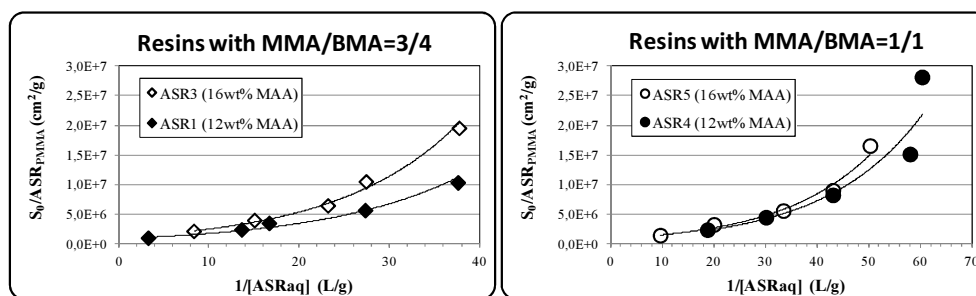 Resins with MMA/BMA=3/4
S₀/ASR_PMMA (cm²/g)
3,0E+7
2,5E+7
2,0E+7
1,5E+7
1,0E+7
5,0E+6
0,0E+0
ASR3 (16wt% MAA)
ASR1 (12wt% MAA)
0 10 20 30 40
1/[ASRaq] (L/g)
Resins with MMA/BMA=1/1
S₀/ASR_PMMA (cm²/g)
3,0E+7
2,5E+7
2,0E+7
1,5E+7
1,0E+7
5,0E+6
0,0E+0
ASR5 (16wt% MAA)
ASR4 (12wt% MAA)
0 10 20 30 40 50 60 70
1/[ASRaq] (L/g)